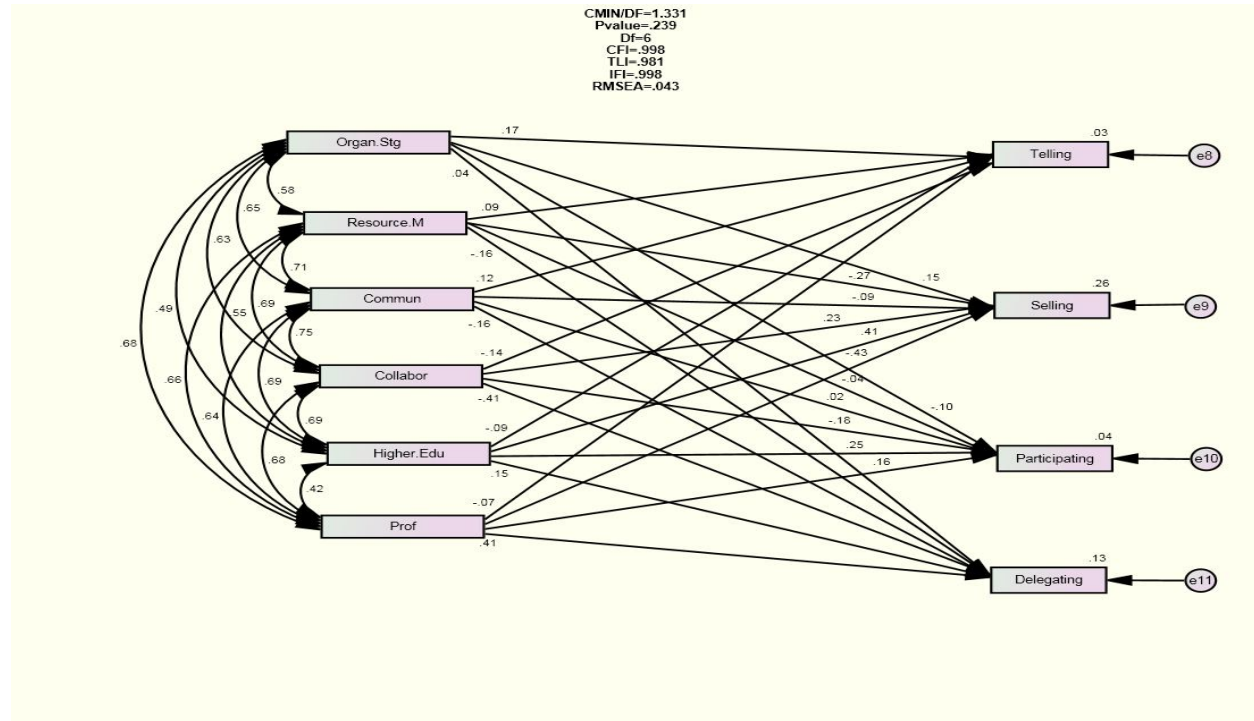 CMIN/DF=1.331
Pvalue=.239
Df=6
CFI=.998
TLI=.981
IFI=.998
RMSEA=.043
.17
.03
Organ.Stg
Telling
e8
.04
.58
.65
.09
Resource.M
.63
-.16
.71
.12
-.27
.15
.26
Commun
-.09
Selling
e9
.49
.55
.69
.23
-.16
.75
.41
.68
-.14
-.43
Collabor
.66
.69
-.04
-.41
.02
-.10
.64
.69
-.18
-.09
.04
.25
Higher.Edu
Participating
e10
.68
.16
.15
.42
-.07
Prof
.41
.13
Delegating
e11